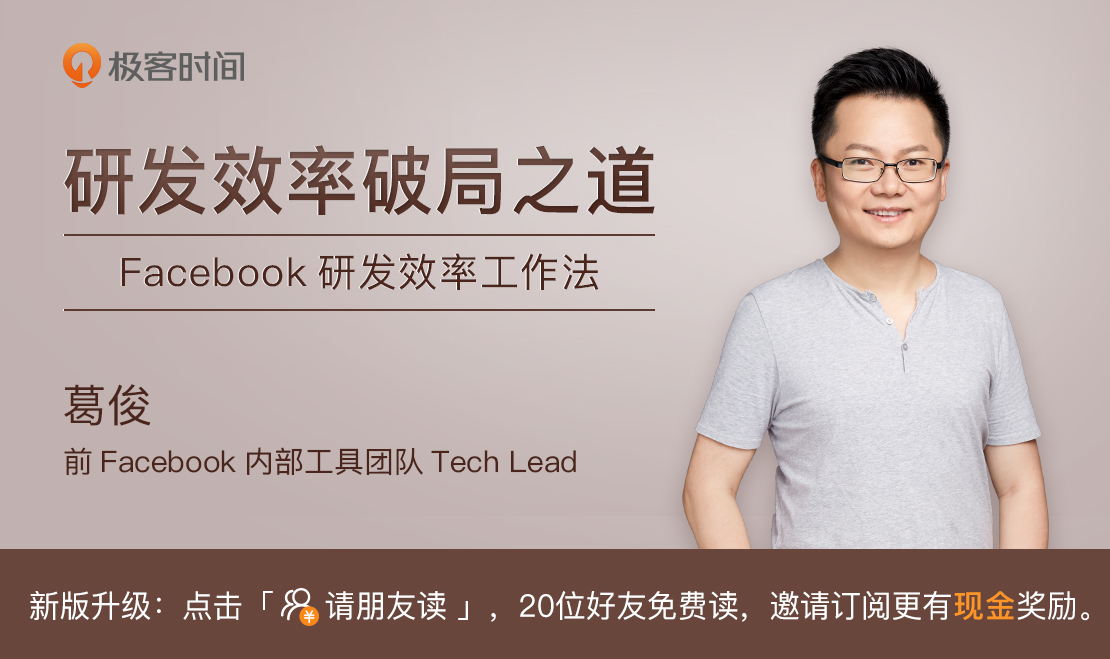 极客时间
研发效率破局之道
Facebook 研发效率工作法
葛俊
前 Facebook 内部工具团队 Tech Lead
新版升级：点击「 ¥ 请朋友读 」，20位好友免费读，邀请订阅更有现金奖励。